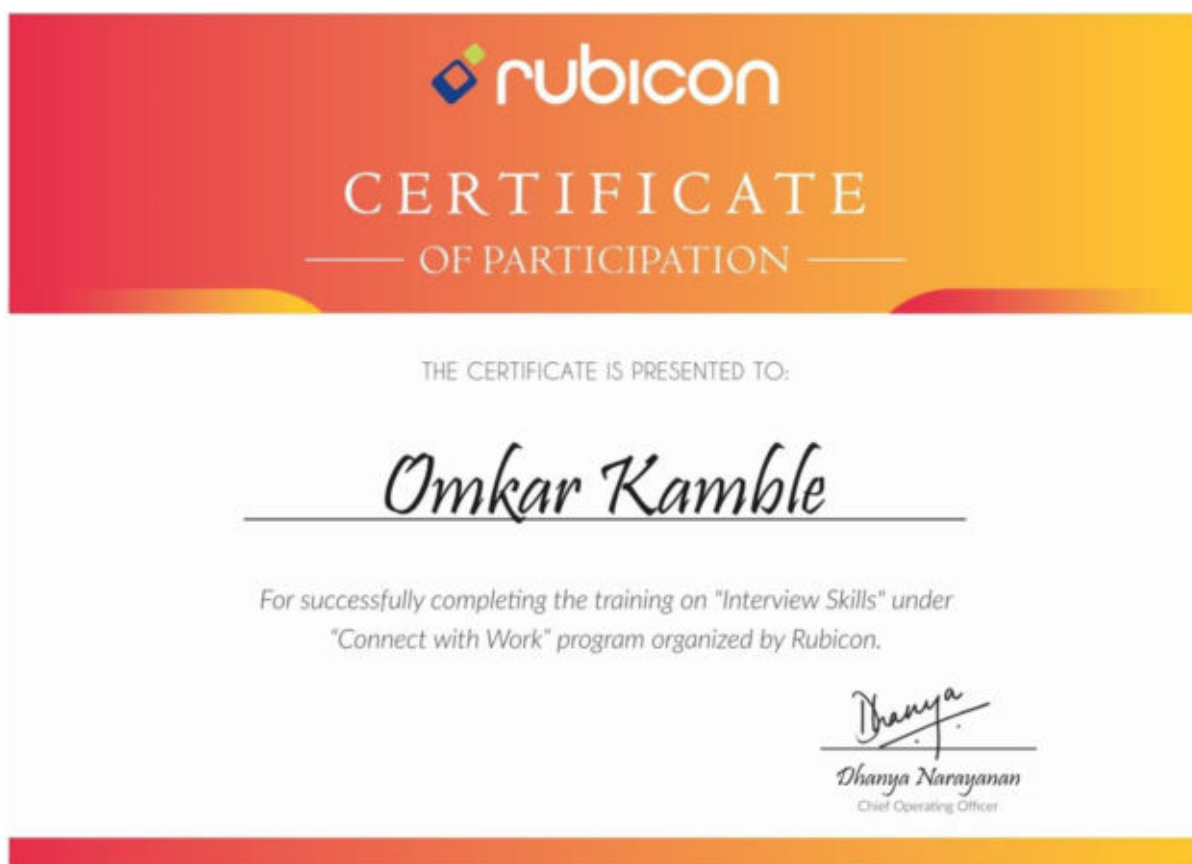 rubicon
CERTIFICATE
OF PARTICIPATION
THE CERTIFICATE IS PRESENTED TO:
Omkar Kamble
For successfully completing the training on "Interview Skills" under
"Connect with Work" program organized by Rubicon.
Dhanya
Dhanya Narayanan
Chief Operating Officer